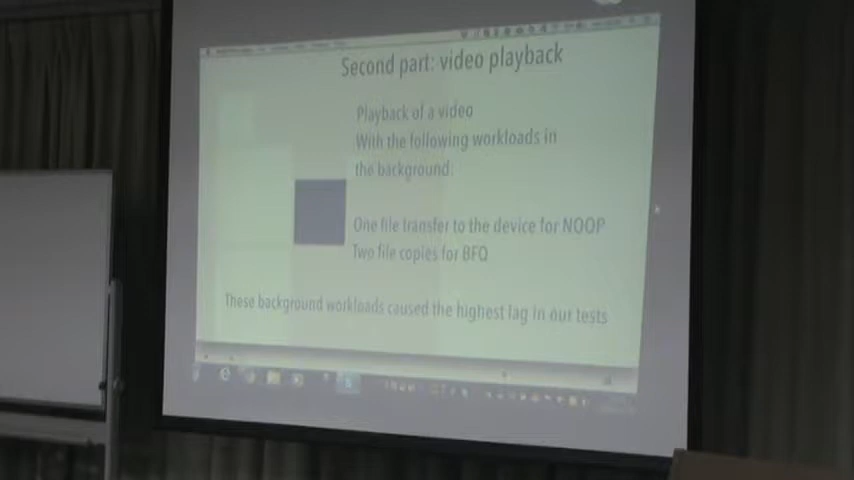 Second part: video playback
Playback of a video
With the following workloads in
the background:
One file transfer to the device for NOOP
Two file copies for BFQ
These background workloads caused the highest lag in our tests